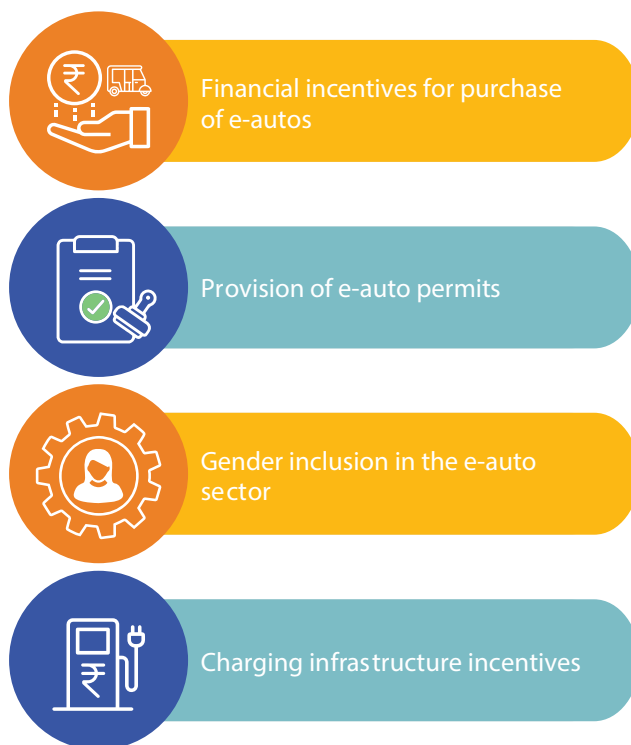 ₹
Financial incentives for purchase
of e-autos
Provision of e-auto permits
Gender inclusion in the e-auto
sector
₹
Charging infrastructure incentives